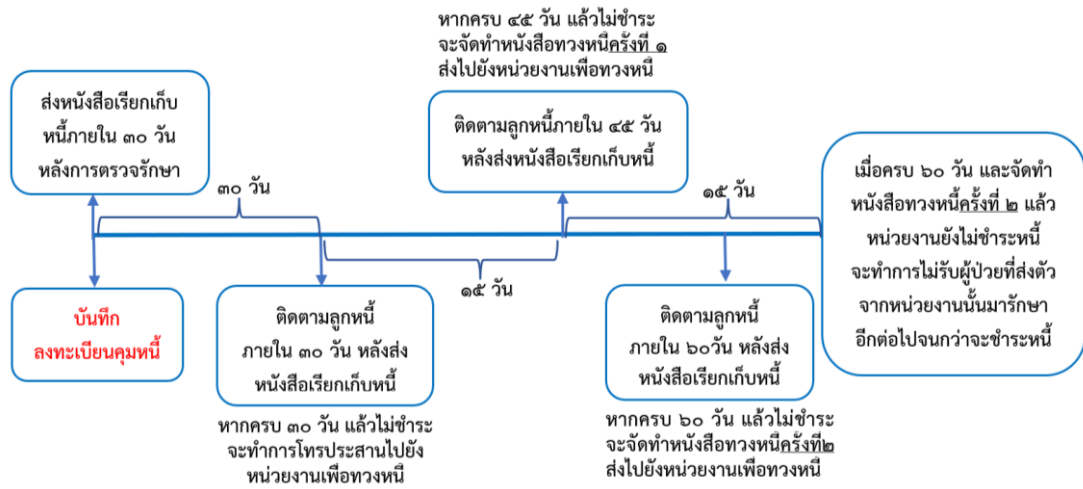 หากครบ ๔๕ วัน แล้วไม่ชำระ
จะจัดทำหนังสือทวงหนี้ครั้งที่ ๑
ส่งไปยังหน่วยงานเพื่อทวงหนี้
ส่งหนังสือเรียกเก็บ
หนี้ภายใน ๓๐ วัน
หลังการตรวจรักษา
ติดตามลูกหนี้ภายใน ๔๕ วัน
หลังส่งหนังสือเรียกเก็บหนี้
๓๐ วัน
๑๕ วัน
เมื่อครบ ๖๐ วัน และจัดทำ
หนังสือทวงหนี้ครั้งที่ ๒ แล้ว
หน่วยงานยังไม่ชำระหนี้
จะทำการไม่รับผู้ป่วยที่ส่งตัว
จากหน่วยงานนั้นมารักษา
อีกต่อไปจนกว่าจะชำระหนี้
๑๕ วัน
บันทึก
ลงทะเบียนคุมหนี้
ติดตามลูกหนี้
ภายใน ๓๐ วัน หลังส่ง
หนังสือเรียกเก็บหนี้
หากครบ ๓๐ วัน แล้วไม่ชำระ
จะทำการโทรประสานไปยัง
หน่วยงานเพื่อทวงหนี้
ติดตามลูกหนี้
ภายใน ๖๐วัน หลังส่ง
หนังสือเรียกเก็บหนี้
หากครบ ๖๐ วัน แล้วไม่ชำระ
จะจัดทำหนังสือทวงหนี้ครั้งที่๒
ส่งไปยังหน่วยงานเพื่อทวงหนี้